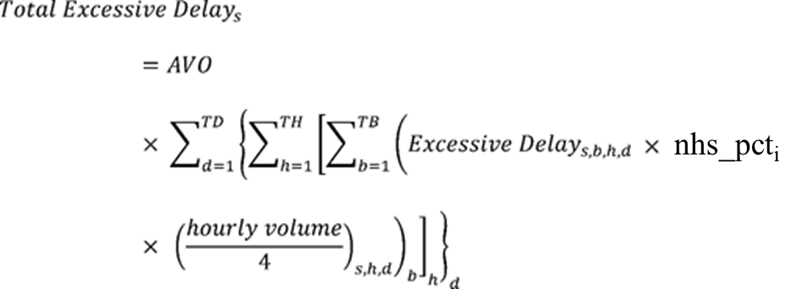 Total Excessive Delay_s
= AVO
× ∑_{d=1}^{TD} { ∑_{h=1}^{TH} [ ∑_{b=1}^{TB} ( Excessive Delay_{s,b,h,d} × nhs_pct_i
× ( hourly volume / 4 )_{s,h,d} )_b ]_h }_d